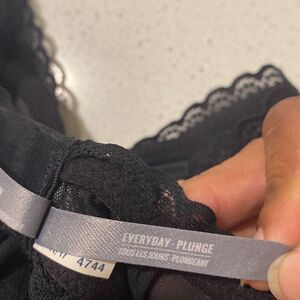 EVERYDAY · PLUNGE
TOUS LES JOURS · PLONGEANT
4744